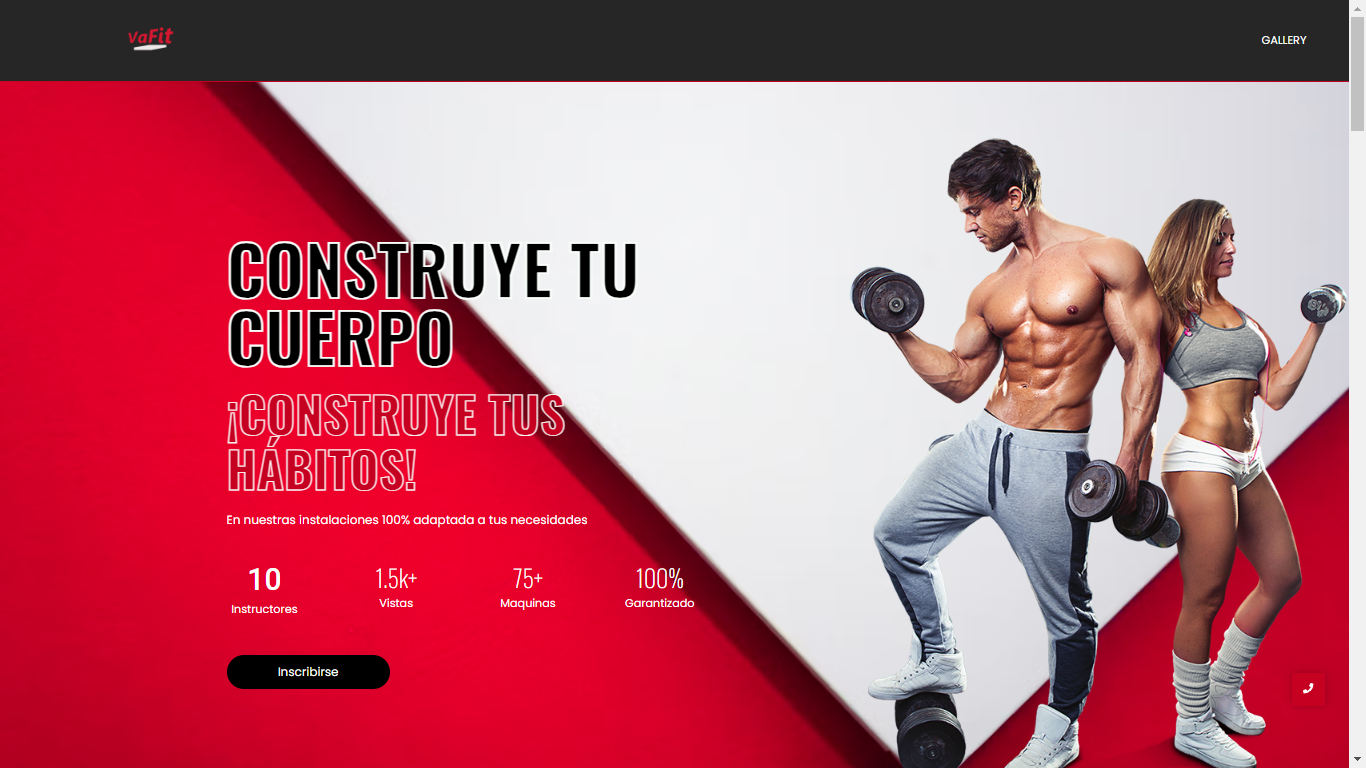 vaFit
GALLERY
CONSTRUYE TU
CUERPO
¡CONSTRUYE TUS
HÁBITOS!
En nuestras instalaciones 100% adaptada a tus necesidades
10 1.5k+ 75+ 100%
Instructores Vistas Maquinas Garantizado
Inscribirse